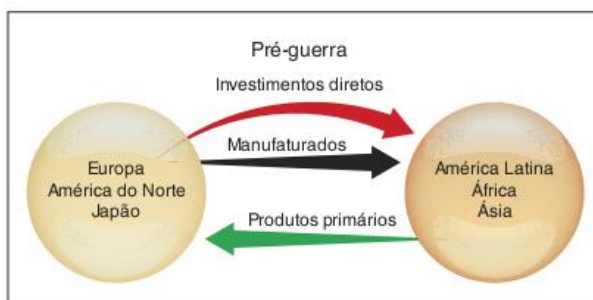 Pré-guerra
Investimentos diretos
Manufaturados
Europa
América do Norte
Japão
América Latina
África
Ásia
Produtos primários